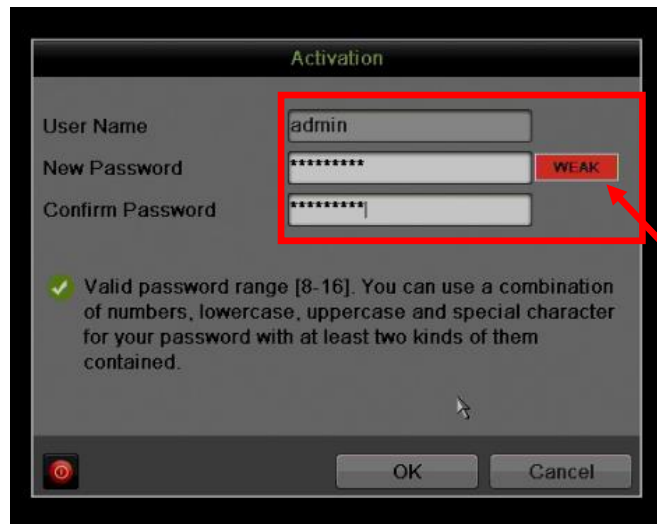 Activation
User Name admin
New Password ********* WEAK
Confirm Password *********
Valid password range [8-16]. You can use a combination
of numbers, lowercase, uppercase and special character
for your password with at least two kinds of them
contained.
OK Cancel